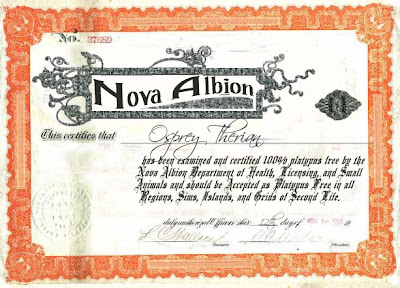 No. 37689
Nova Albion
This certifies that Osprey Therian
has been examined and certified 100% platypus free by the
Nova Albion Department of Health, Licensing, and Small
Animals and should be Accepted as Platypus Free in all
Regions, Sims, Islands, and Grids of Second Life.